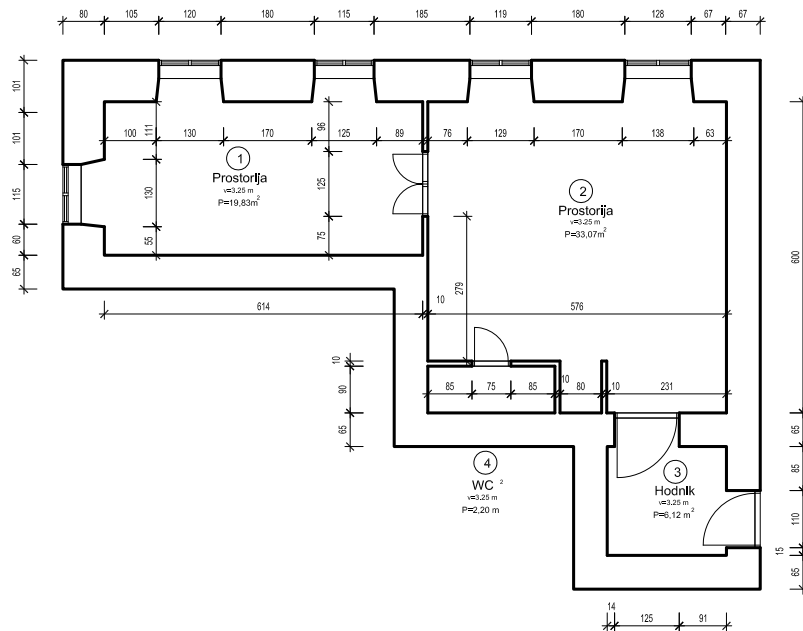 80 105 120 180 115 185 119 180 128 67 67
101
101
115
60
65
100 130 170 125 89 76 129 170 138 63
111
130
55
96
125
75
1
Prostorija
v=3.25 m
P=19,83m²
2
Prostorija
v=3.25 m
P=33,07m²
600
279
614 10 576
10
90
65
85 75 85 10 80 10 231
65
85
110
15
65
4
WC ²
v=3.25 m
P=2,20 m
3
Hodnik
v=3.25 m
P=6,12 m²
14 125 91